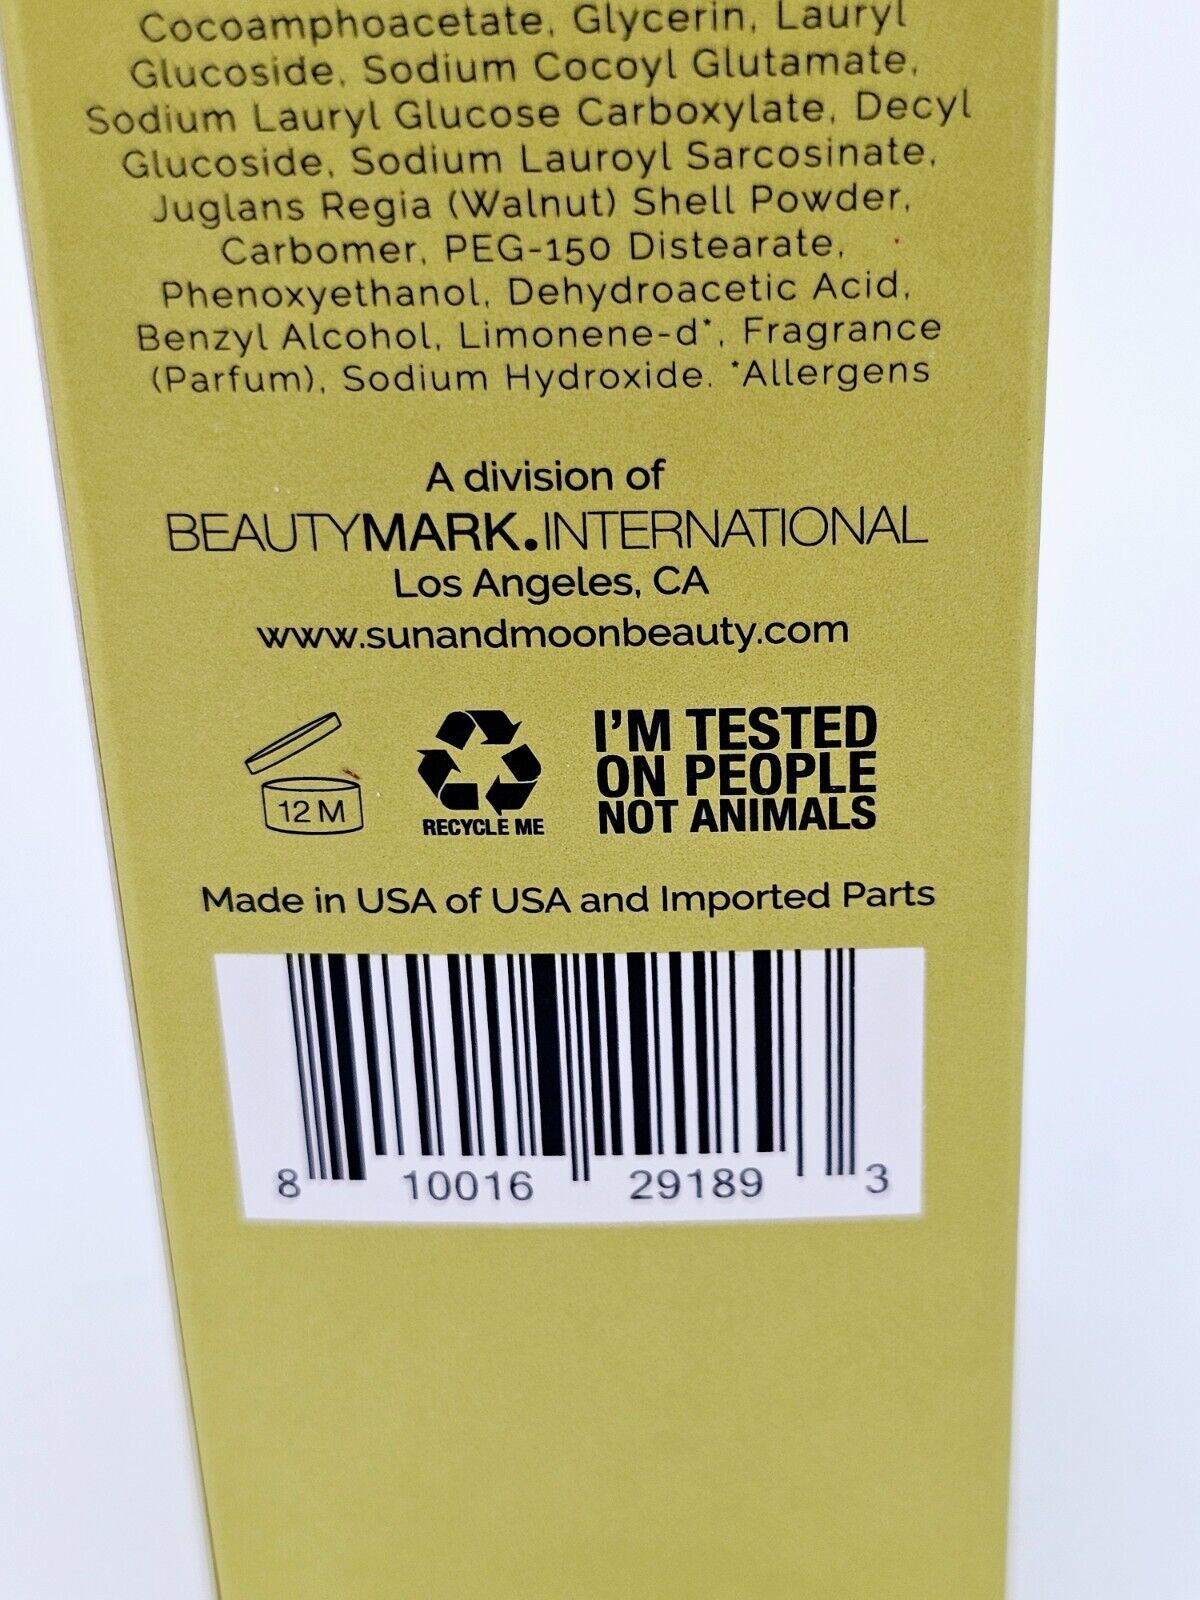 Cocoamphoacetate, Glycerin, Lauryl
Glucoside, Sodium Cocoyl Glutamate,
Sodium Lauryl Glucose Carboxylate, Decyl
Glucoside, Sodium Lauroyl Sarcosinate,
Juglans Regia (Walnut) Shell Powder,
Carbomer, PEG-150 Distearate,
Phenoxyethanol, Dehydroacetic Acid,
Benzyl Alcohol, Limonene-d*, Fragrance
(Parfum), Sodium Hydroxide. *Allergens
A division of
BEAUTYMARK.INTERNATIONAL
Los Angeles, CA
www.sunandmoonbeauty.com
12 M
RECYCLE ME
I'M TESTED
ON PEOPLE
NOT ANIMALS
Made in USA of USA and Imported Parts
8 10016 29189 3